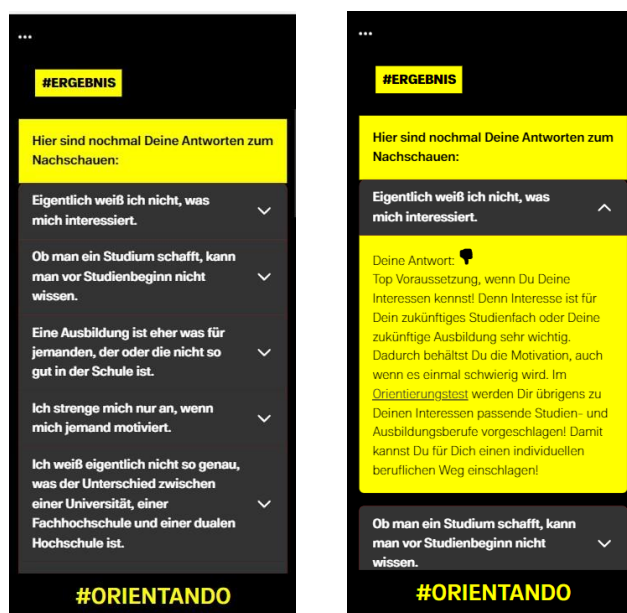 ...
#ERGEBNIS
Hier sind nochmal Deine Antworten zum
Nachschauen:
Eigentlich weiß ich nicht, was
mich interessiert.
Ob man ein Studium schafft, kann
man vor Studienbeginn nicht
wissen.
Eine Ausbildung ist eher was für
jemanden, der oder die nicht so
gut in der Schule ist.
Ich strenge mich nur an, wenn
mich jemand motiviert.
Ich weiß eigentlich nicht so genau,
was der Unterschied zwischen
einer Universität, einer
Fachhochschule und einer dualen
Hochschule ist.
#ORIENTANDO
...
#ERGEBNIS
Hier sind nochmal Deine Antworten zum
Nachschauen:
Eigentlich weiß ich nicht, was
mich interessiert.
Deine Antwort:
Top Voraussetzung, wenn Du Deine
Interessen kennst! Denn Interesse ist für
Dein zukünftiges Studienfach oder Deine
zukünftige Ausbildung sehr wichtig.
Dadurch behältst Du die Motivation, auch
wenn es einmal schwierig wird. Im
Orientierungstest werden Dir übrigens zu
Deinen Interessen passende Studien- und
Ausbildungsberufe vorgeschlagen! Damit
kannst Du für Dich einen individuellen
beruflichen Weg einschlagen!
Ob man ein Studium schafft, kann
man vor Studienbeginn nicht
wissen.
#ORIENTANDO